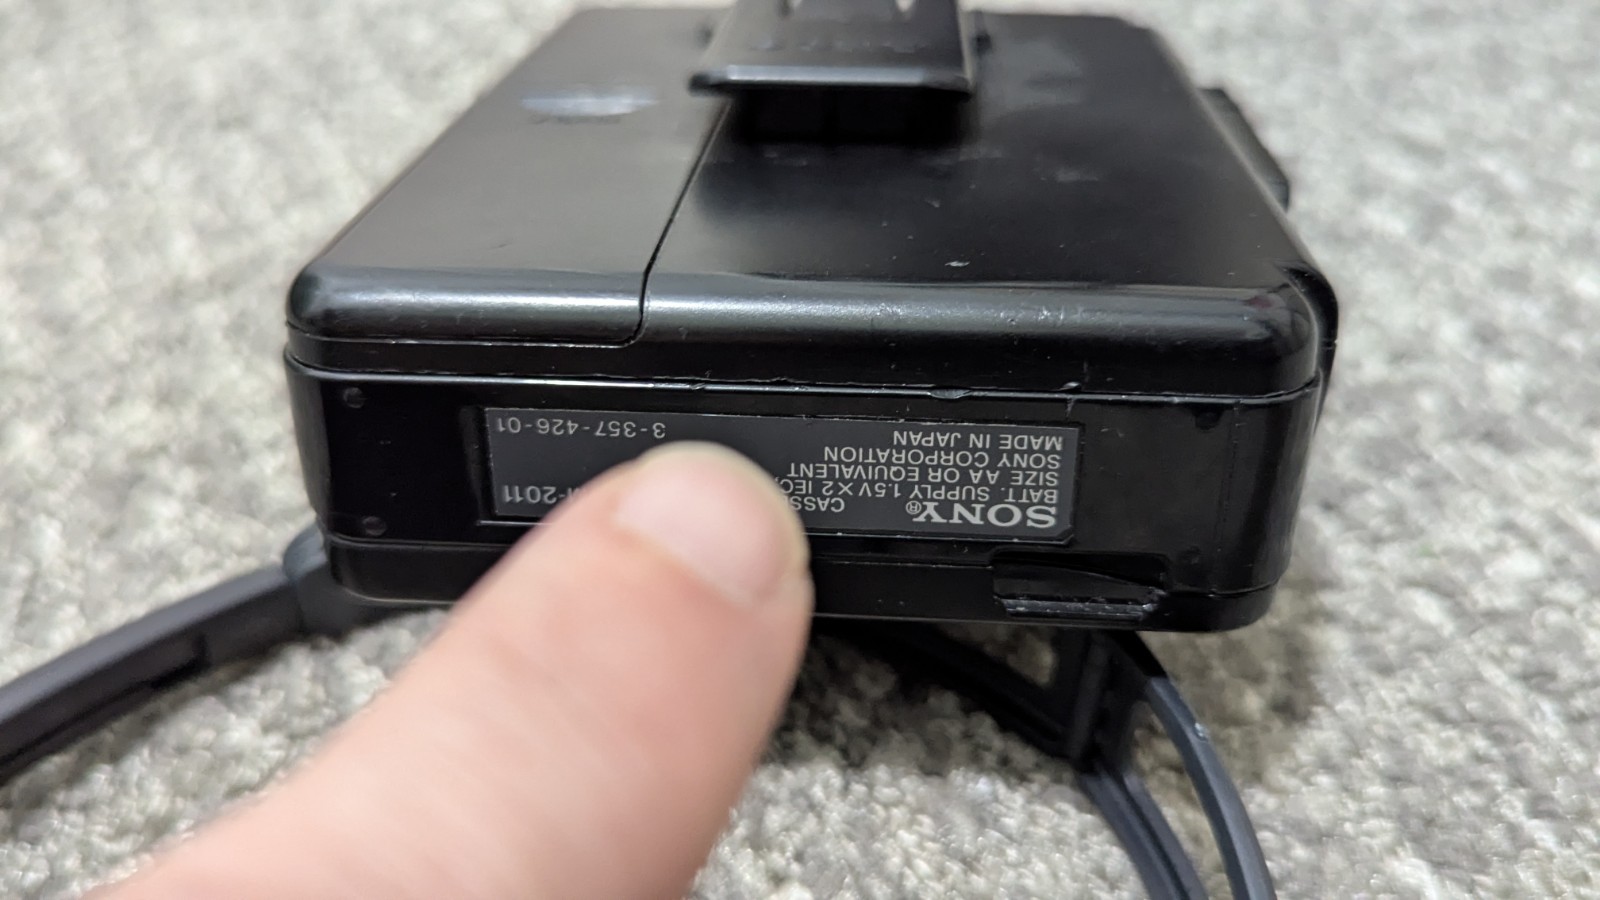 SONY®
BATT. SUPPLY 1.5V×2
SIZE AA OR EQUIVALENT
SONY CORPORATION
MADE IN JAPAN
3-357-426-01